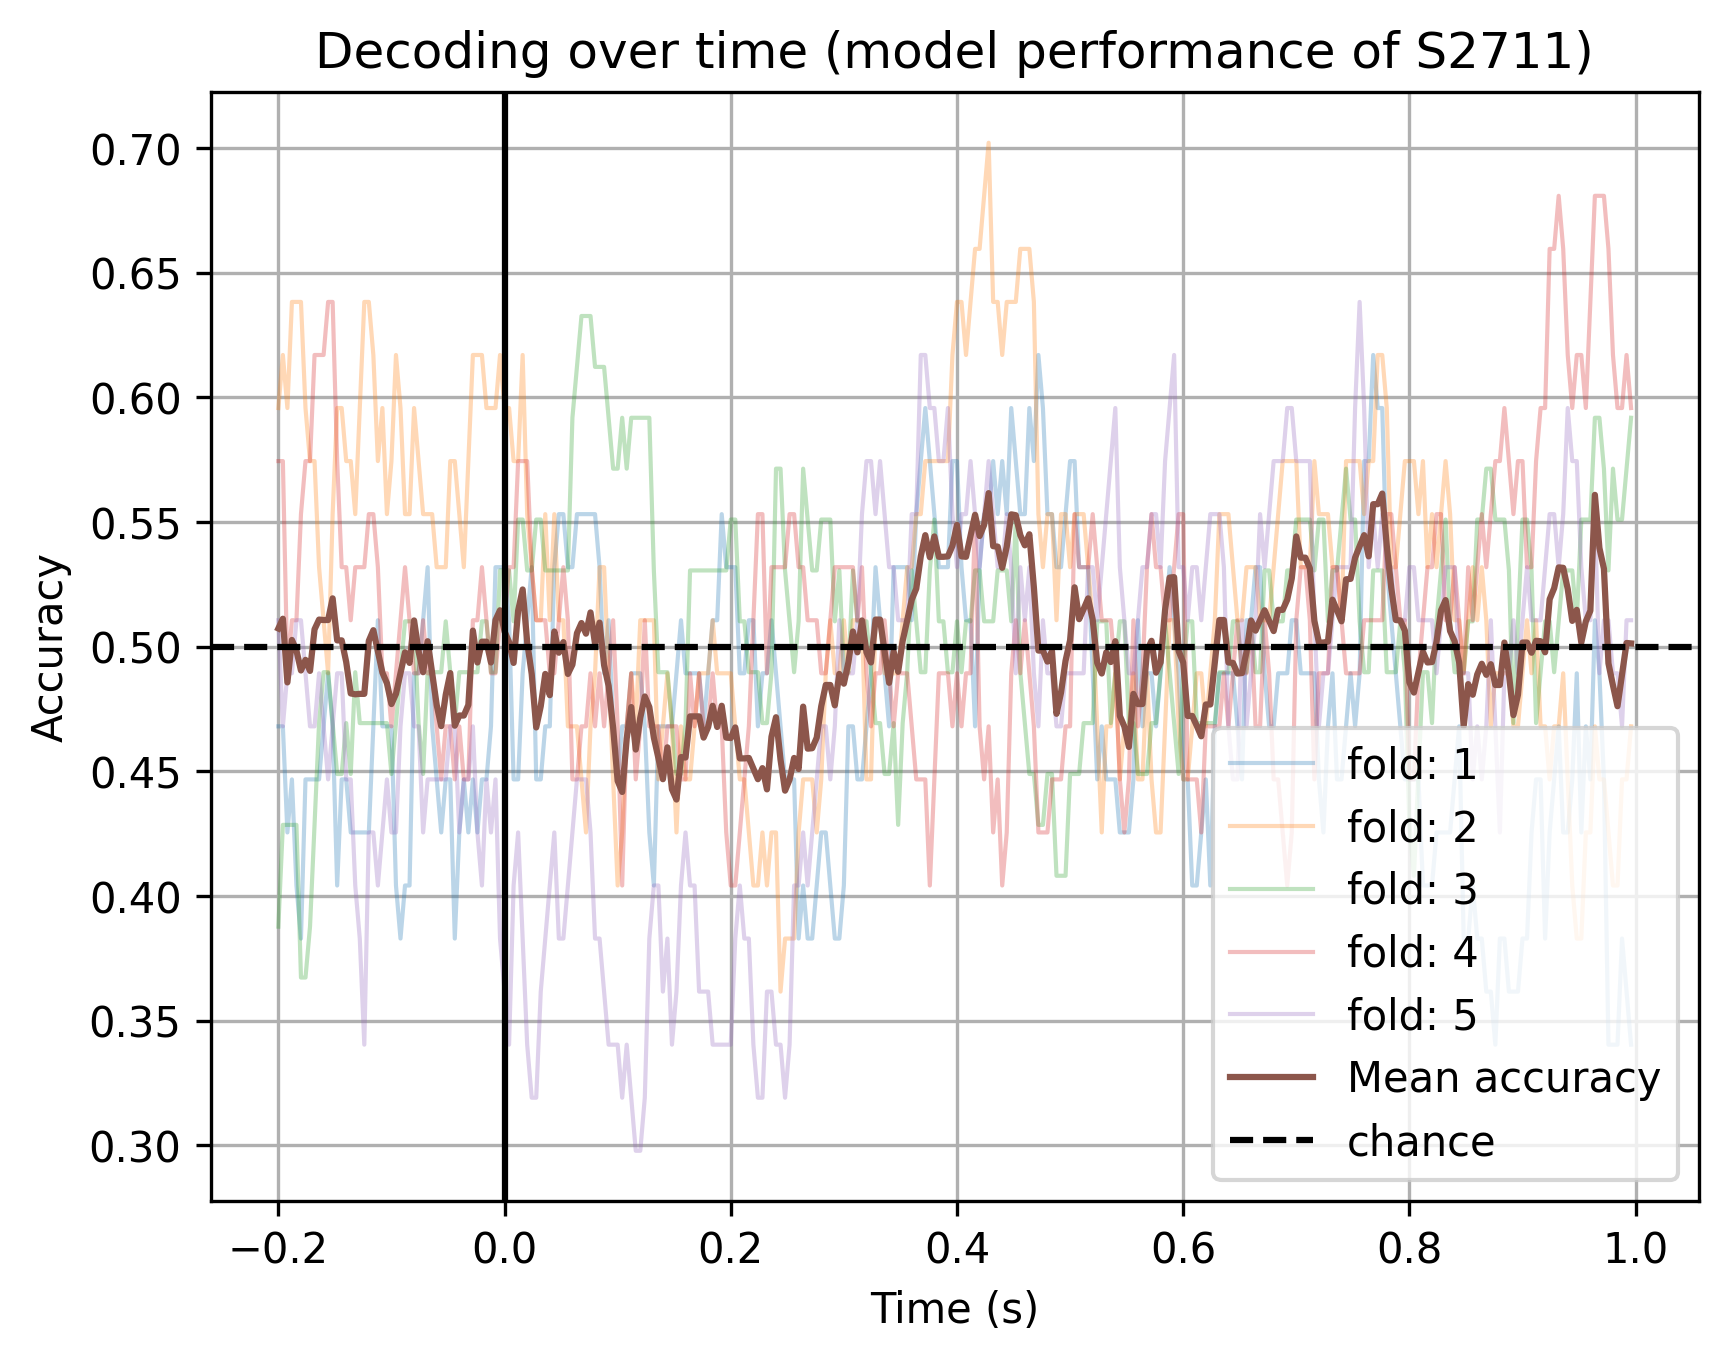 Decoding over time (model performance of S2711)
0.70
0.65
0.60
0.55
0.50
0.45
0.40
0.35
0.30
Accuracy
fold: 1
fold: 2
fold: 3
fold: 4
fold: 5
Mean accuracy
chance
−0.2
0.0
0.2
0.4
0.6
0.8
1.0
Time (s)